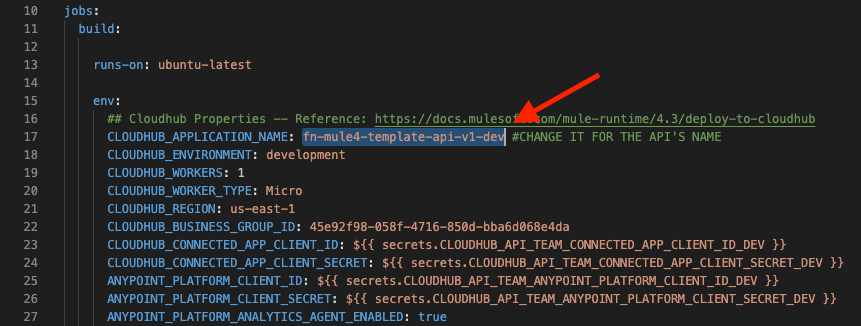 10 jobs:
11 build:
12
13 runs-on: ubuntu-latest
14
15 env:
16 ## Cloudhub Properties -- Reference: https://docs.mulesof com/mule-runtime/4.3/deploy-to-cloudhub
17 CLOUDHUB_APPLICATION_NAME: fn-mule4-template-api-v1-dev #CHANGE IT FOR THE API'S NAME
18 CLOUDHUB_ENVIRONMENT: development
19 CLOUDHUB_WORKERS: 1
20 CLOUDHUB_WORKER_TYPE: Micro
21 CLOUDHUB_REGION: us-east-1
22 CLOUDHUB_BUSINESS_GROUP_ID: 45e92f98-058f-4716-850d-bba6d068e4da
23 CLOUDHUB_CONNECTED_APP_CLIENT_ID: ${{ secrets.CLOUDHUB_API_TEAM_CONNECTED_APP_CLIENT_ID_DEV }}
24 CLOUDHUB_CONNECTED_APP_CLIENT_SECRET: ${{ secrets.CLOUDHUB_API_TEAM_CONNECTED_APP_CLIENT_SECRET_DEV }}
25 ANYPOINT_PLATFORM_CLIENT_ID: ${{ secrets.CLOUDHUB_API_TEAM_ANYPOINT_PLATFORM_CLIENT_ID_DEV }}
26 ANYPOINT_PLATFORM_CLIENT_SECRET: ${{ secrets.CLOUDHUB_API_TEAM_ANYPOINT_PLATFORM_CLIENT_SECRET_DEV }}
27 ANYPOINT_PLATFORM_ANALYTICS_AGENT_ENABLED: true